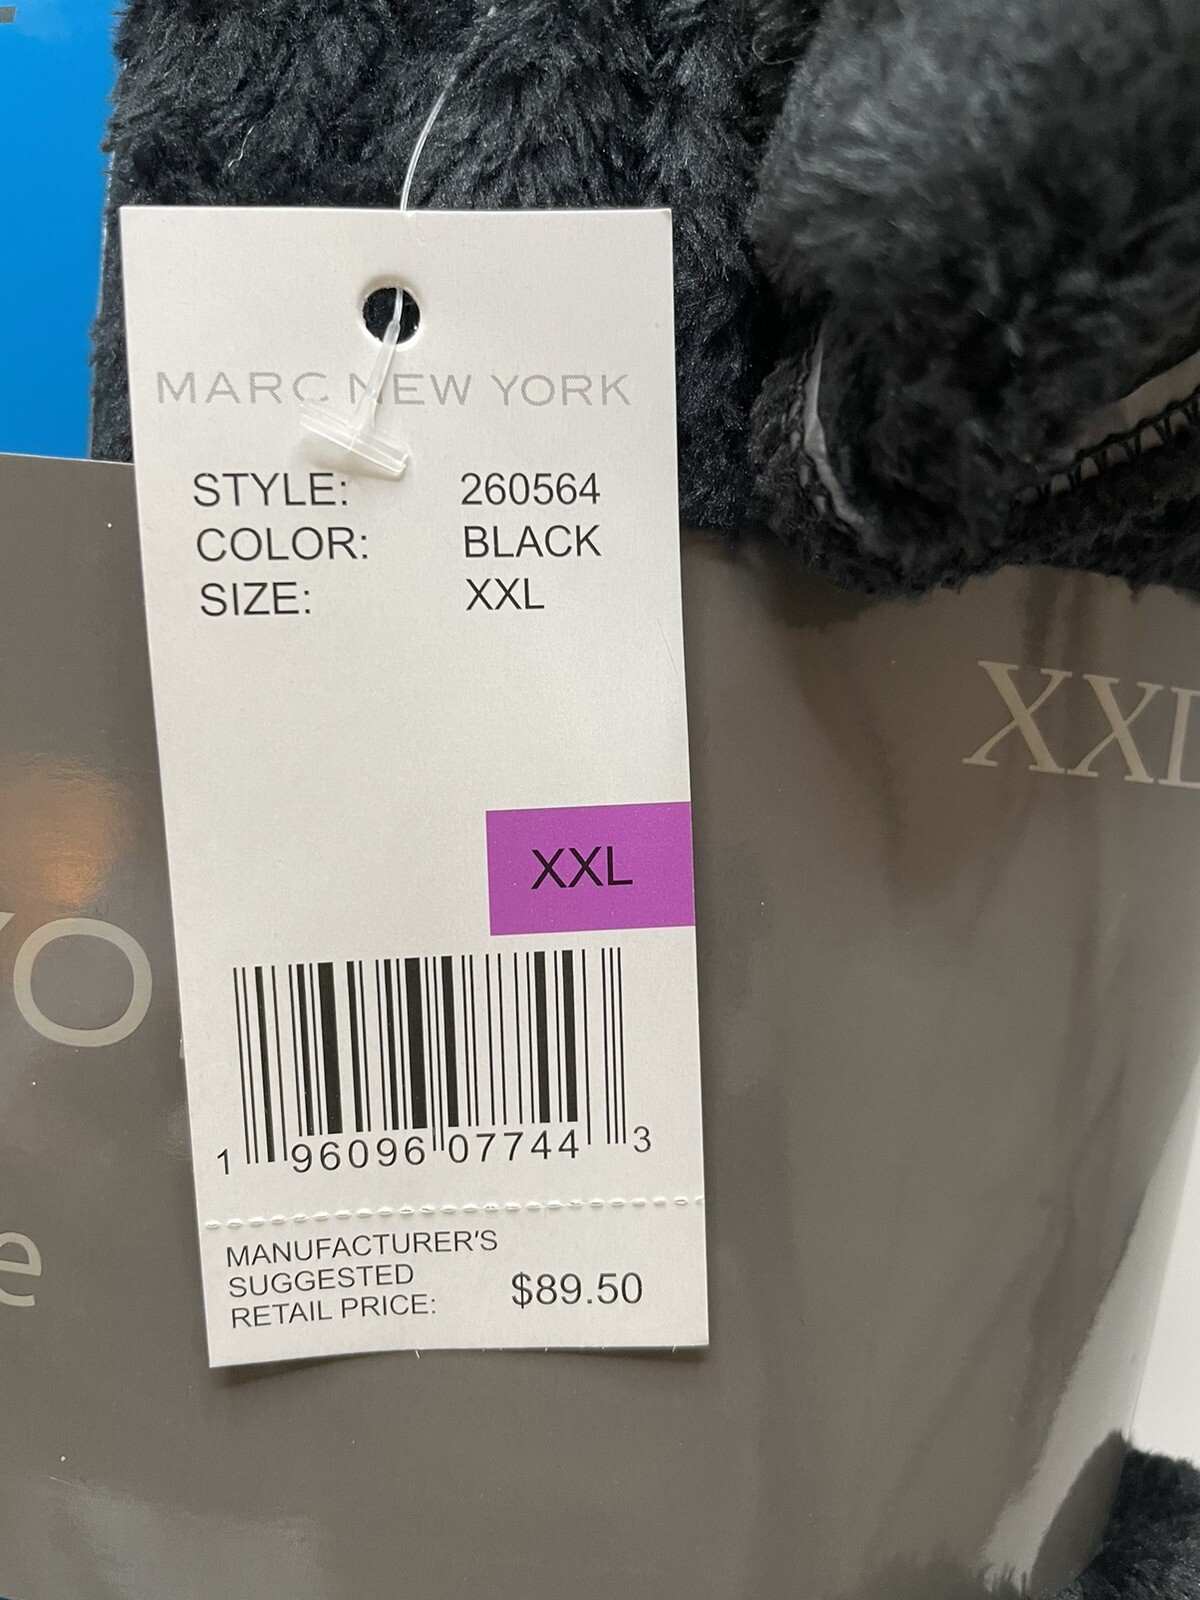 MARC NEW YORK
STYLE: 260564
COLOR: BLACK
SIZE: XXL
XXL
XXL
1 96096 07744 3
MANUFACTURER'S
SUGGESTED
RETAIL PRICE: $89.50